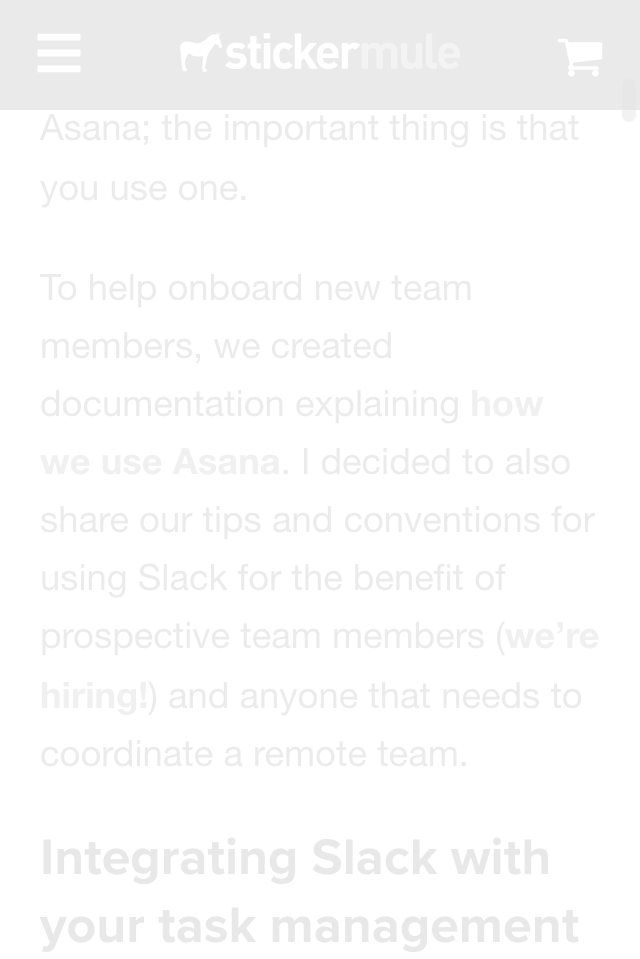 stickermule
Asana; the important thing is that
you use one.
To help onboard new team
members, we created
documentation explaining how
we use Asana. I decided to also
share our tips and conventions for
using Slack for the benefit of
prospective team members (we’re
hiring!) and anyone that needs to
coordinate a remote team.
Integrating Slack with
your task management